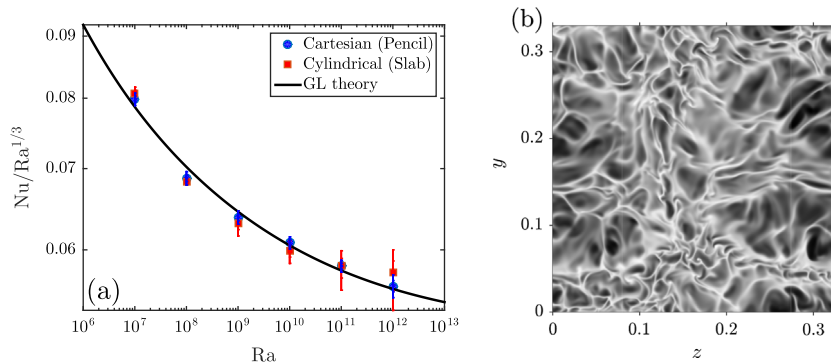 0.09
0.08
0.07
0.06
Nu/Ra^{1/3}
Cartesian (Pencil)
Cylindrical (Slab)
GL theory
(a)
10^6 10^7 10^8 10^9 10^10 10^11 10^12 10^13
Ra
(b)
0.3
0.2
0.1
0
y
0 0.1 0.2 0.3
z